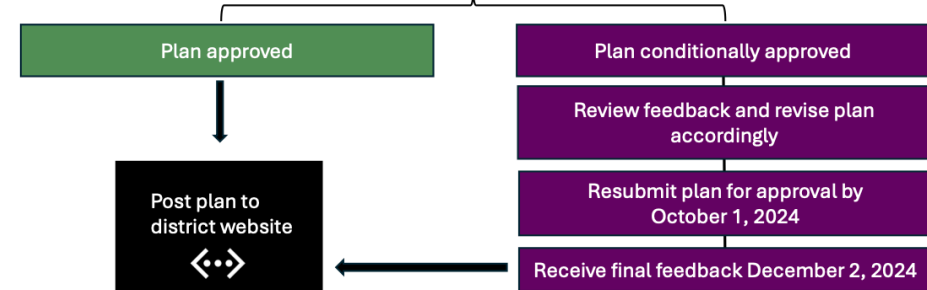 Plan approved
Plan conditionally approved
Review feedback and revise plan
accordingly
Resubmit plan for approval by
October 1, 2024
Post plan to
district website
Receive final feedback December 2, 2024